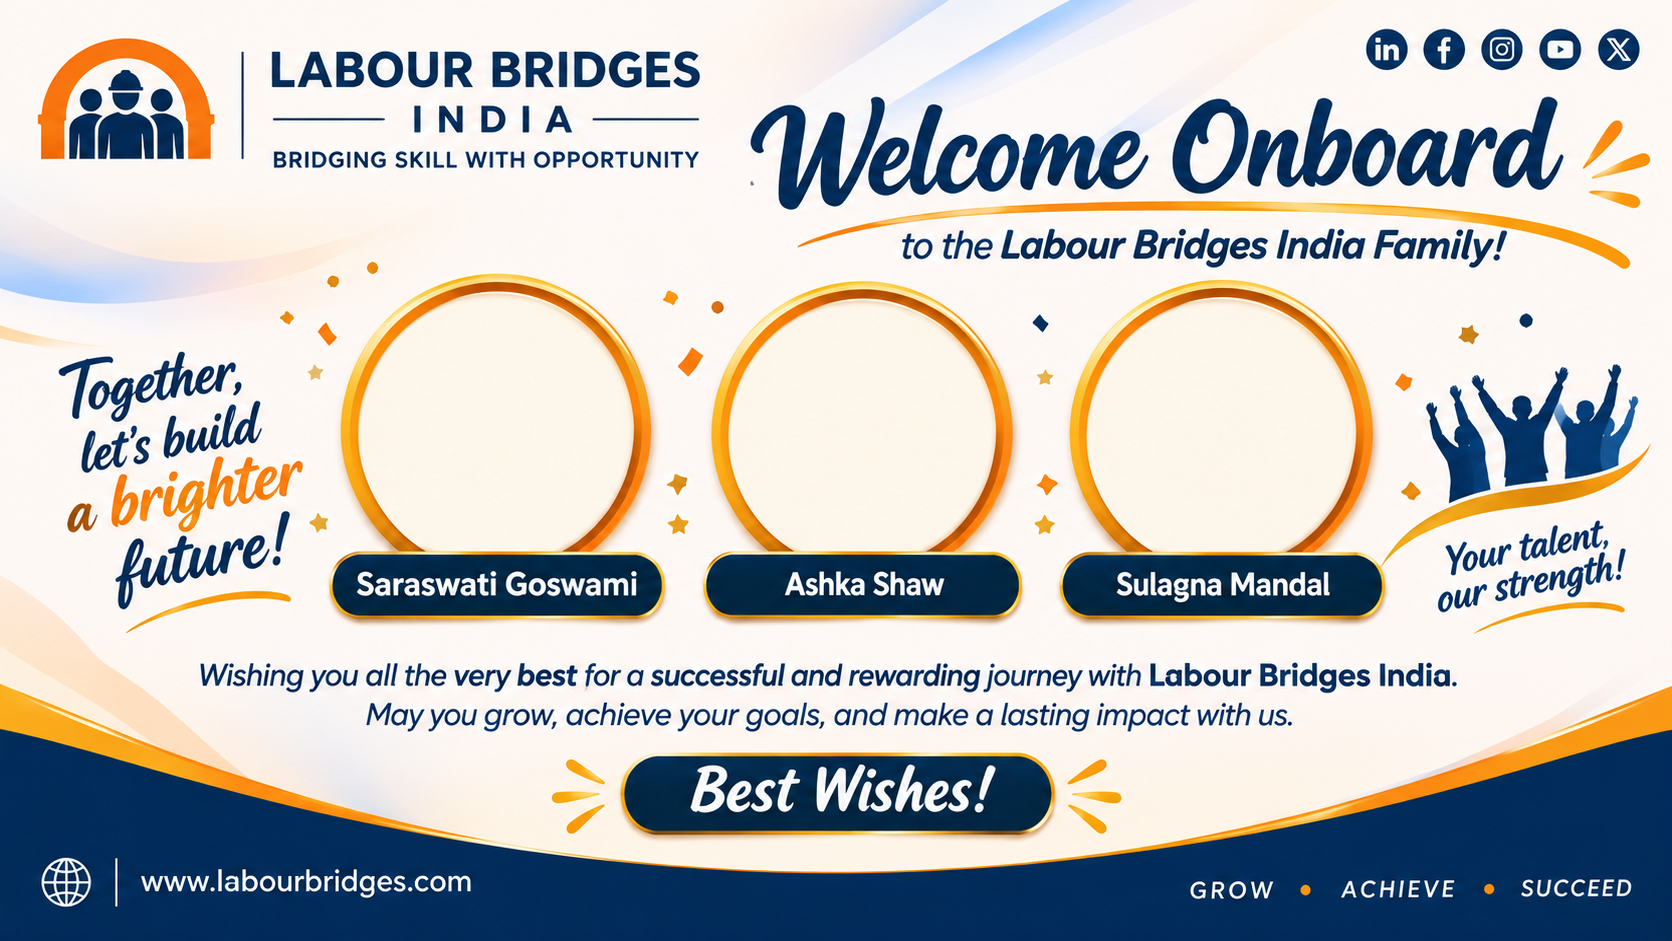 LABOUR BRIDGES
INDIA
BRIDGING SKILL WITH OPPORTUNITY
Welcome Onboard
to the Labour Bridges India Family!
Together,
let's build
a brighter
future!
Saraswati Goswami
Ashka Shaw
Sulagna Mandal
Your talent,
our strength!
Wishing you all the very best for a successful and rewarding journey with Labour Bridges India.
May you grow, achieve your goals, and make a lasting impact with us.
Best Wishes!
www.labourbridges.com
GROW • ACHIEVE • SUCCEED